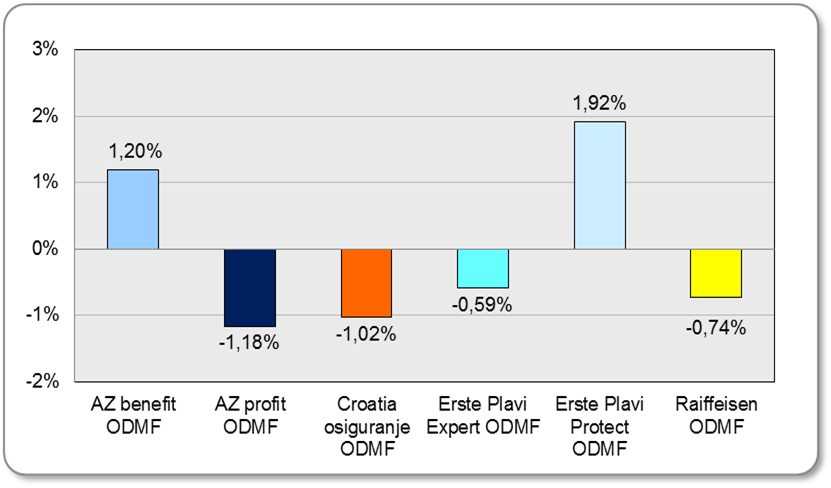 3%
2%
1%
0%
-1%
-2%
1,20%
-1,18%
-1,02%
-0,59%
1,92%
-0,74%
AZ benefit
ODMF
AZ profit
ODMF
Croatia
osiguranje
ODMF
Erste Plavi
Expert ODMF
Erste Plavi
Protect
ODMF
Raiffeisen
ODMF